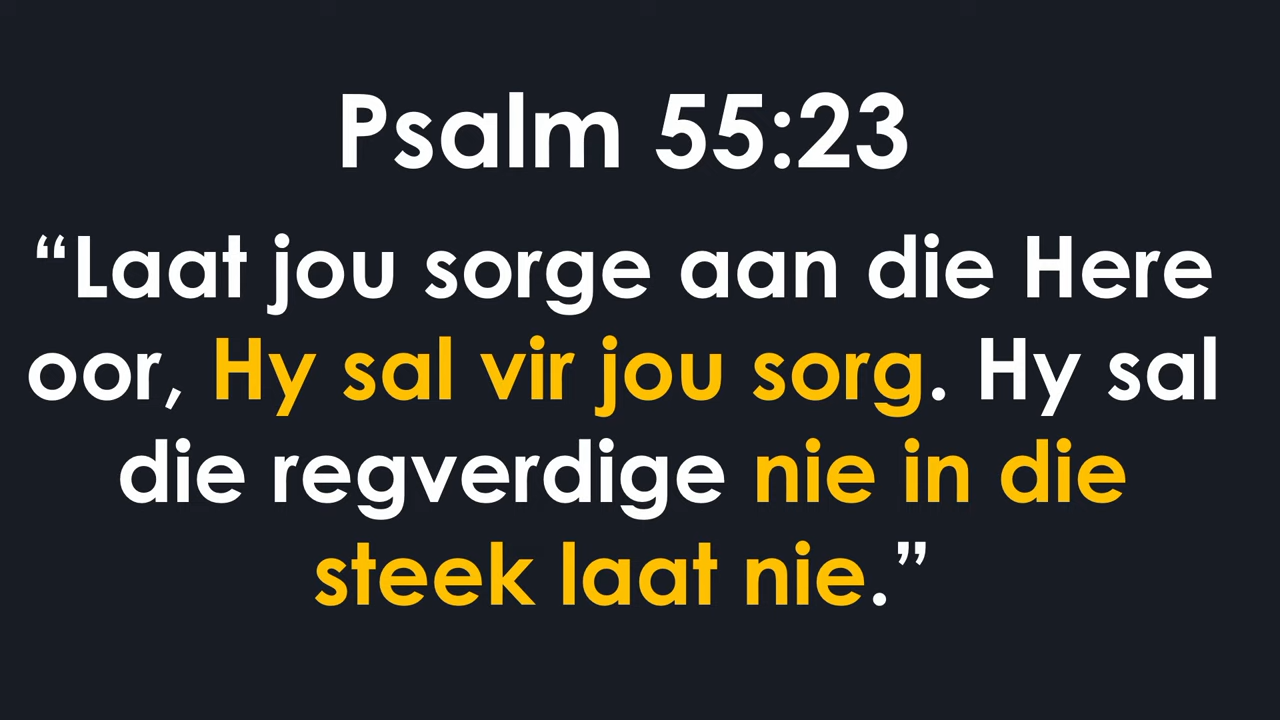 Psalm 55:23
“Laat jou sorge aan die Here
oor, Hy sal vir jou sorg. Hy sal
die regverdige nie in die
steek laat nie.”